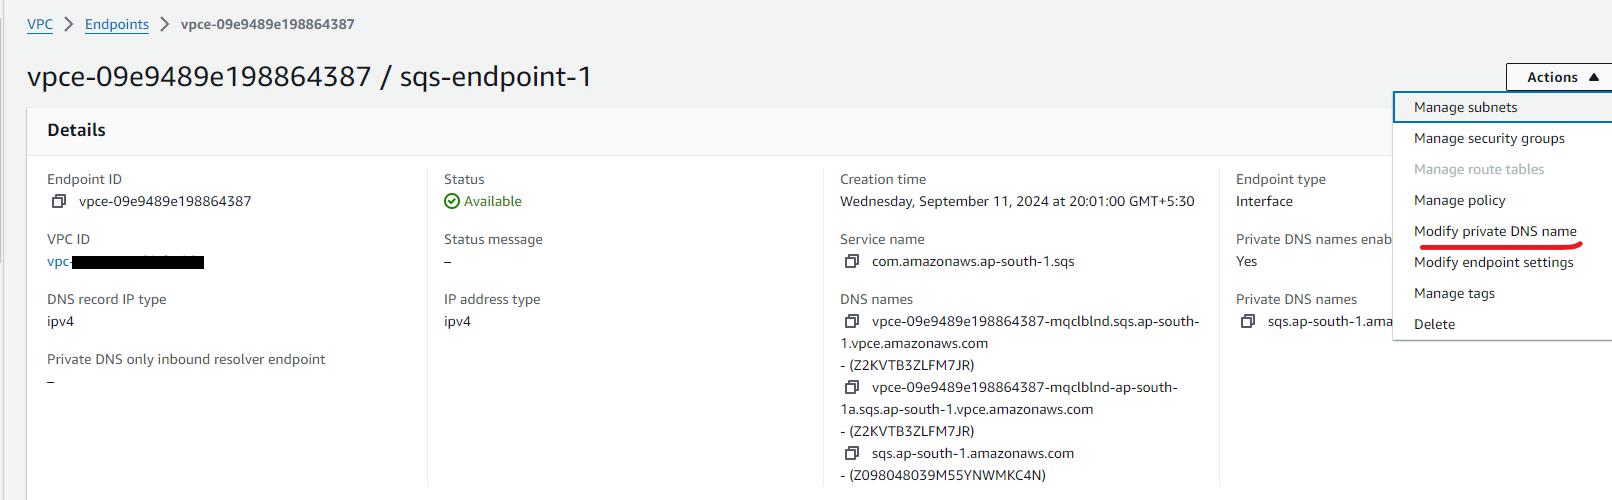 VPC > Endpoints > vpce-09e9489e198864387
vpce-09e9489e198864387 / sqs-endpoint-1
Actions
Manage subnets
Manage security groups
Manage route tables
Manage policy
Modify private DNS name
Modify endpoint settings
Manage tags
Delete
Details
Endpoint ID
vpce-09e9489e198864387
VPC ID
vpc-
DNS record IP type
ipv4
Private DNS only inbound resolver endpoint
–
Status
Available
Status message
–
IP address type
ipv4
Creation time
Wednesday, September 11, 2024 at 20:01:00 GMT+5:30
Service name
com.amazonaws.ap-south-1.sqs
DNS names
vpce-09e9489e198864387-mqclblnd.sqs.ap-south-
1.vpce.amazonaws.com
- (Z2KVTB3ZLFM7JR)
vpce-09e9489e198864387-mqclblnd-ap-south-
1a.sqs.ap-south-1.vpce.amazonaws.com
- (Z2KVTB3ZLFM7JR)
sqs.ap-south-1.amazonaws.com
- (Z098048039M55YNWMKC4N)
Endpoint type
Interface
Private DNS names enab
Yes
Private DNS names
sqs.ap-south-1.ama